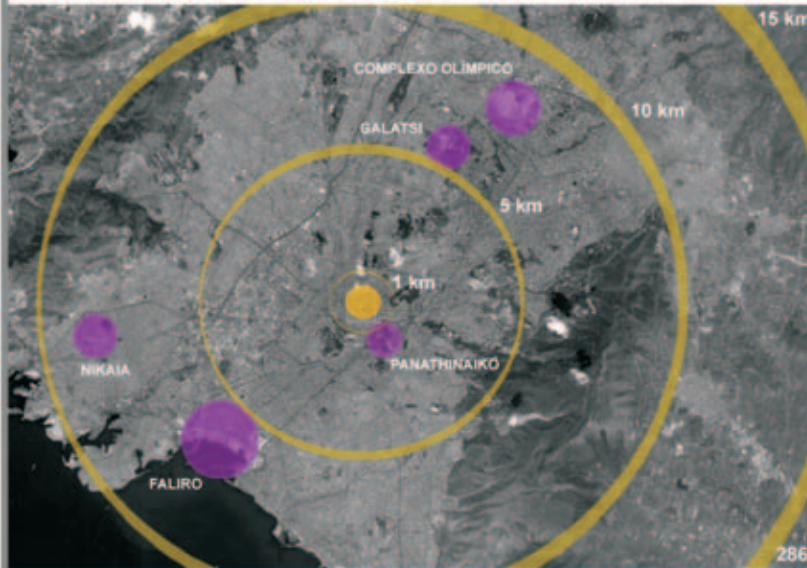 15 km
COMPLEXO OLÍMPICO
10 km
GALATSI
5 km
1 km
NIKAIA
PANATHINAIKO
FALIRO
286